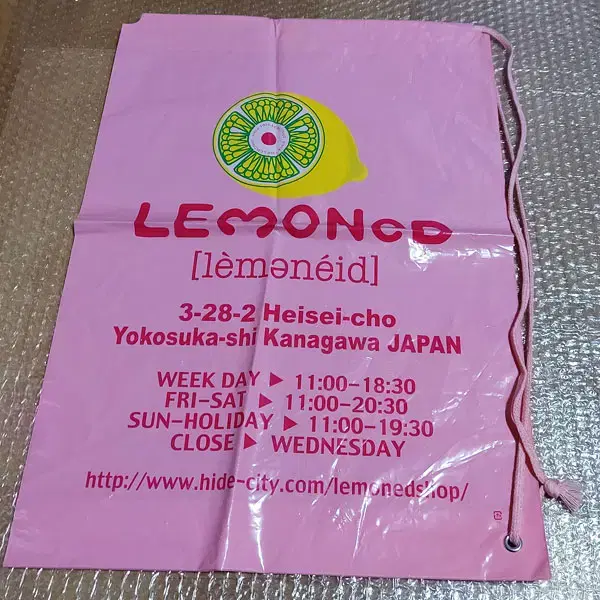 LEMONeD
[lèmənéid]
3-28-2 Heisei-cho
Yokosuka-shi Kanagawa JAPAN
WEEK DAY ▶ 11:00-18:30
FRI-SAT ▶ 11:00-20:30
SUN-HOLIDAY ▶ 11:00-19:30
CLOSE ▶ WEDNESDAY
http://www.hide-city.com/lemonedshop/